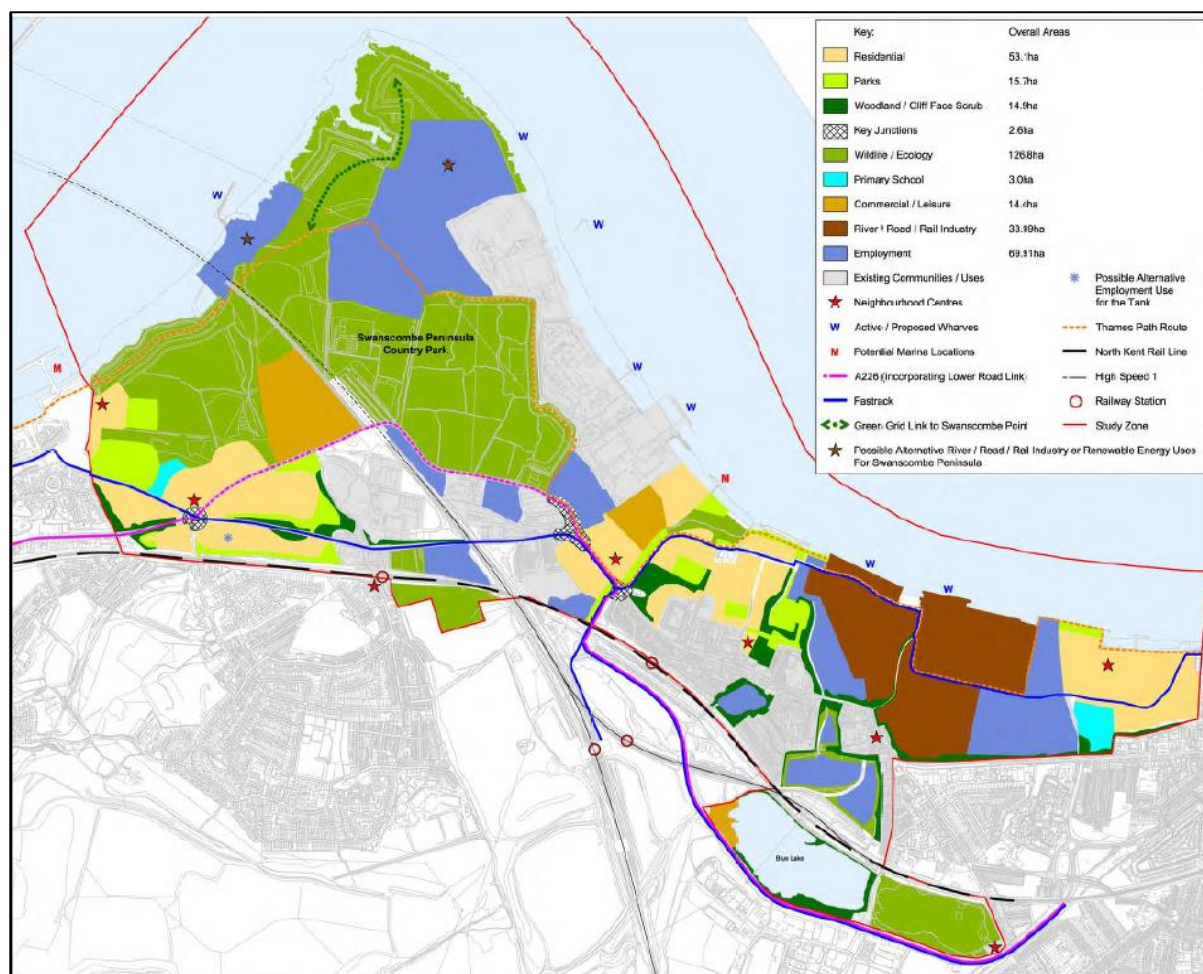 Key: Overall Areas
Residential 53.1ha
Parks 15.7ha
Woodland / Cliff Face Scrub 14.9ha
Key Junctions 2.6ha
Wildlife / Ecology 126.8ha
Primary School 3.0ha
Commercial / Leisure 14.4ha
River / Road / Rail Industry 33.99ha
Employment 69.91ha
Existing Communities / Uses
Neighbourhood Centres
W Active / Proposed Wharves
M Potential Marine Locations
A226 (Incorporating Lower Road Link)
Fastrack
Green Grid Link to Swanscombe Point
Possible Alternative River / Road / Rail Industry or Renewable Energy Uses
For Swanscombe Peninsula
Possible Alternative
Employment Use
for the Tank
Thames Path Route
North Kent Rail Line
High Speed 1
Railway Station
Study Zone
W
W
W
W
Swanscombe Peninsula
Country Park
W
M
W
M
W
W
Blue Lake